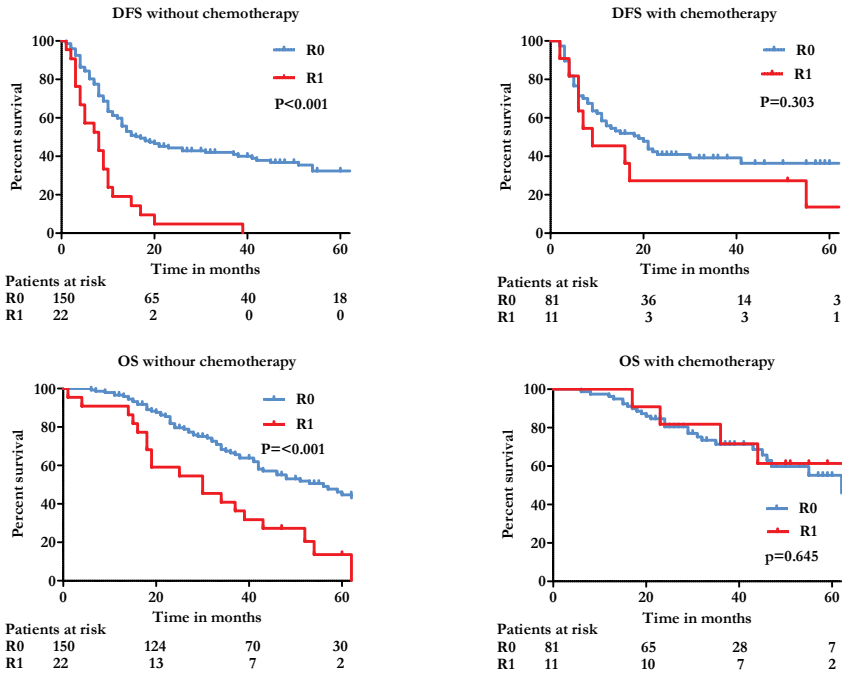 DFS without chemotherapy
Percent survival
100
80
60
40
20
0
R0
R1
P<0.001
0 20 40 60
Time in months
Patients at risk
R0 150 65 40 18
R1 22 2 0 0
DFS with chemotherapy
Percent survival
100
80
60
40
20
0
R0
R1
P=0.303
0 20 40 60
Time in months
Patients at risk
R0 81 36 14 3
R1 11 3 3 1
OS withour chemotherapy
Percent survival
100
80
60
40
20
0
R0
R1
P=<0.001
0 20 40 60
Time in months
Patients at risk
R0 150 124 70 30
R1 22 13 7 2
OS with chemotherapy
Percent survival
100
80
60
40
20
0
R0
R1
p=0.645
0 20 40 60
Time in months
Patients at risk
R0 81 65 28 7
R1 11 10 7 2